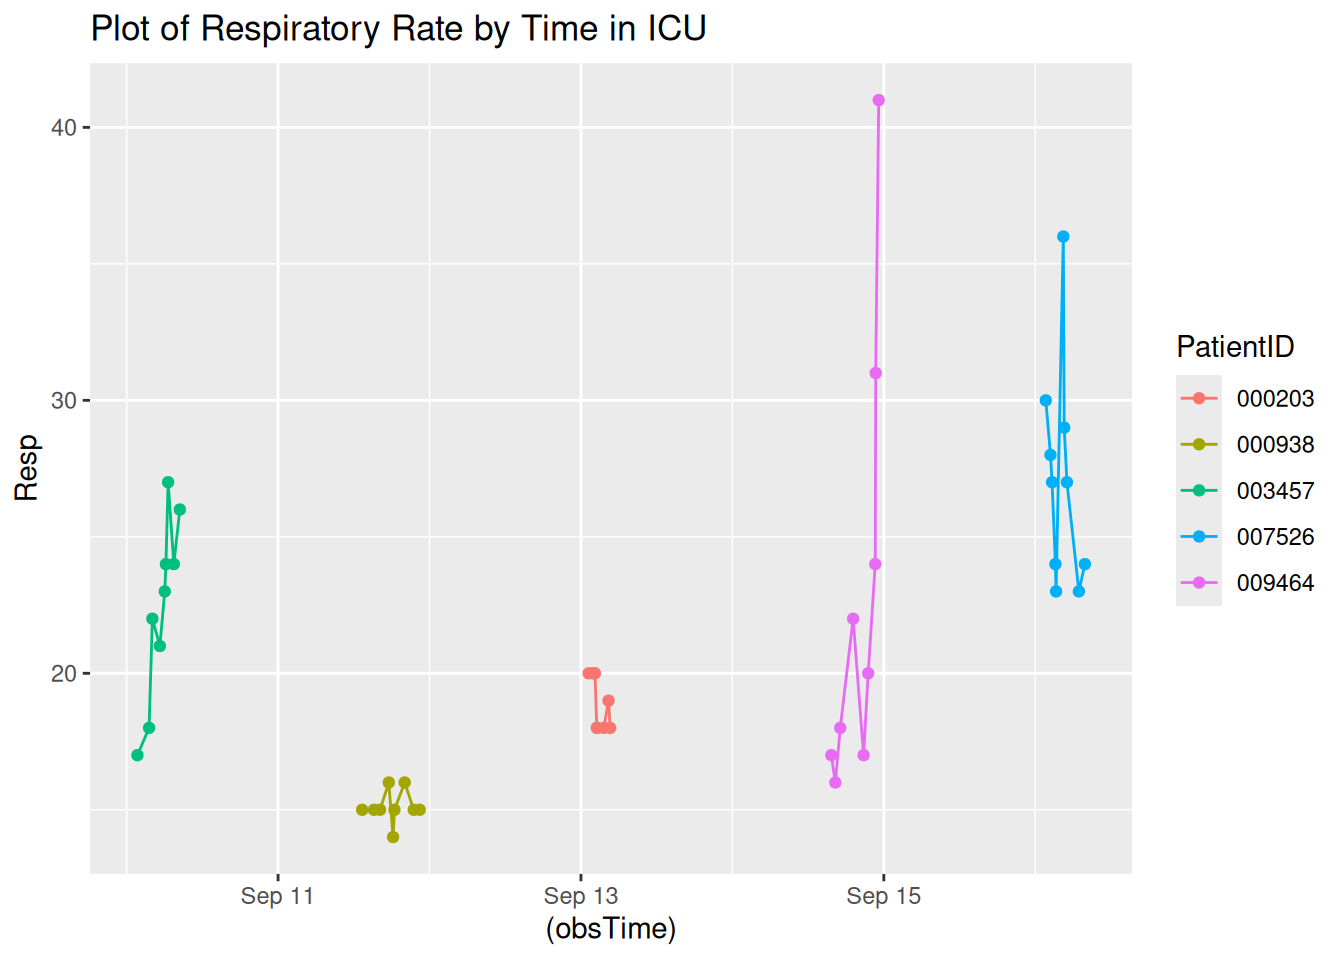 Plot of Respiratory Rate by Time in ICU
40
30
20
Resp
Sep 11
Sep 13
Sep 15
(obsTime)
PatientID
000203
000938
003457
007526
009464